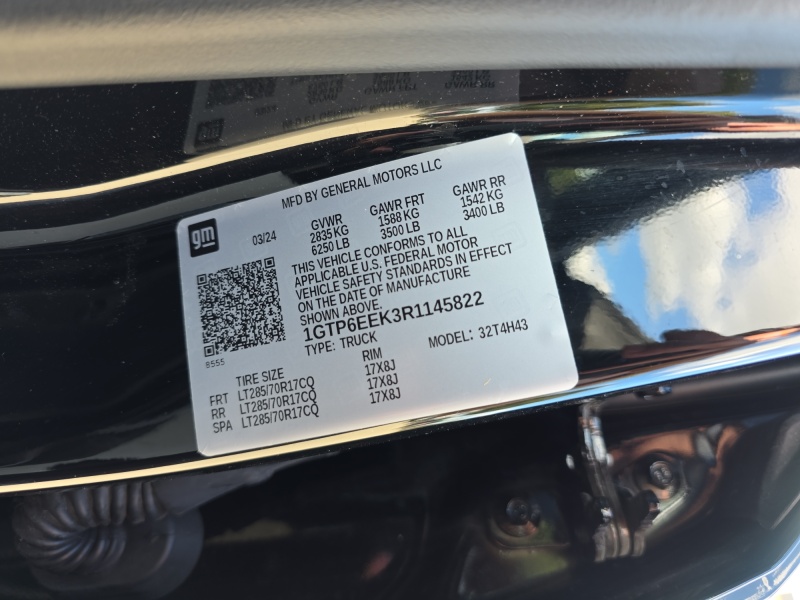 MFD BY GENERAL MOTORS LLC
gm
03/24
GVWR GAWR FRT GAWR RR
2835 KG 1588 KG 1542 KG
6250 LB 3500 LB 3400 LB
THIS VEHICLE CONFORMS TO ALL
APPLICABLE U.S. FEDERAL MOTOR
VEHICLE SAFETY STANDARDS IN EFFECT
ON THE DATE OF MANUFACTURE
SHOWN ABOVE.
1GTP6EEK3R1145822
TYPE: TRUCK MODEL: 32T4H43
8555
TIRE SIZE RIM
FRT LT285/70R17CQ 17X8J
RR LT285/70R17CQ 17X8J
SPA LT285/70R17CQ 17X8J